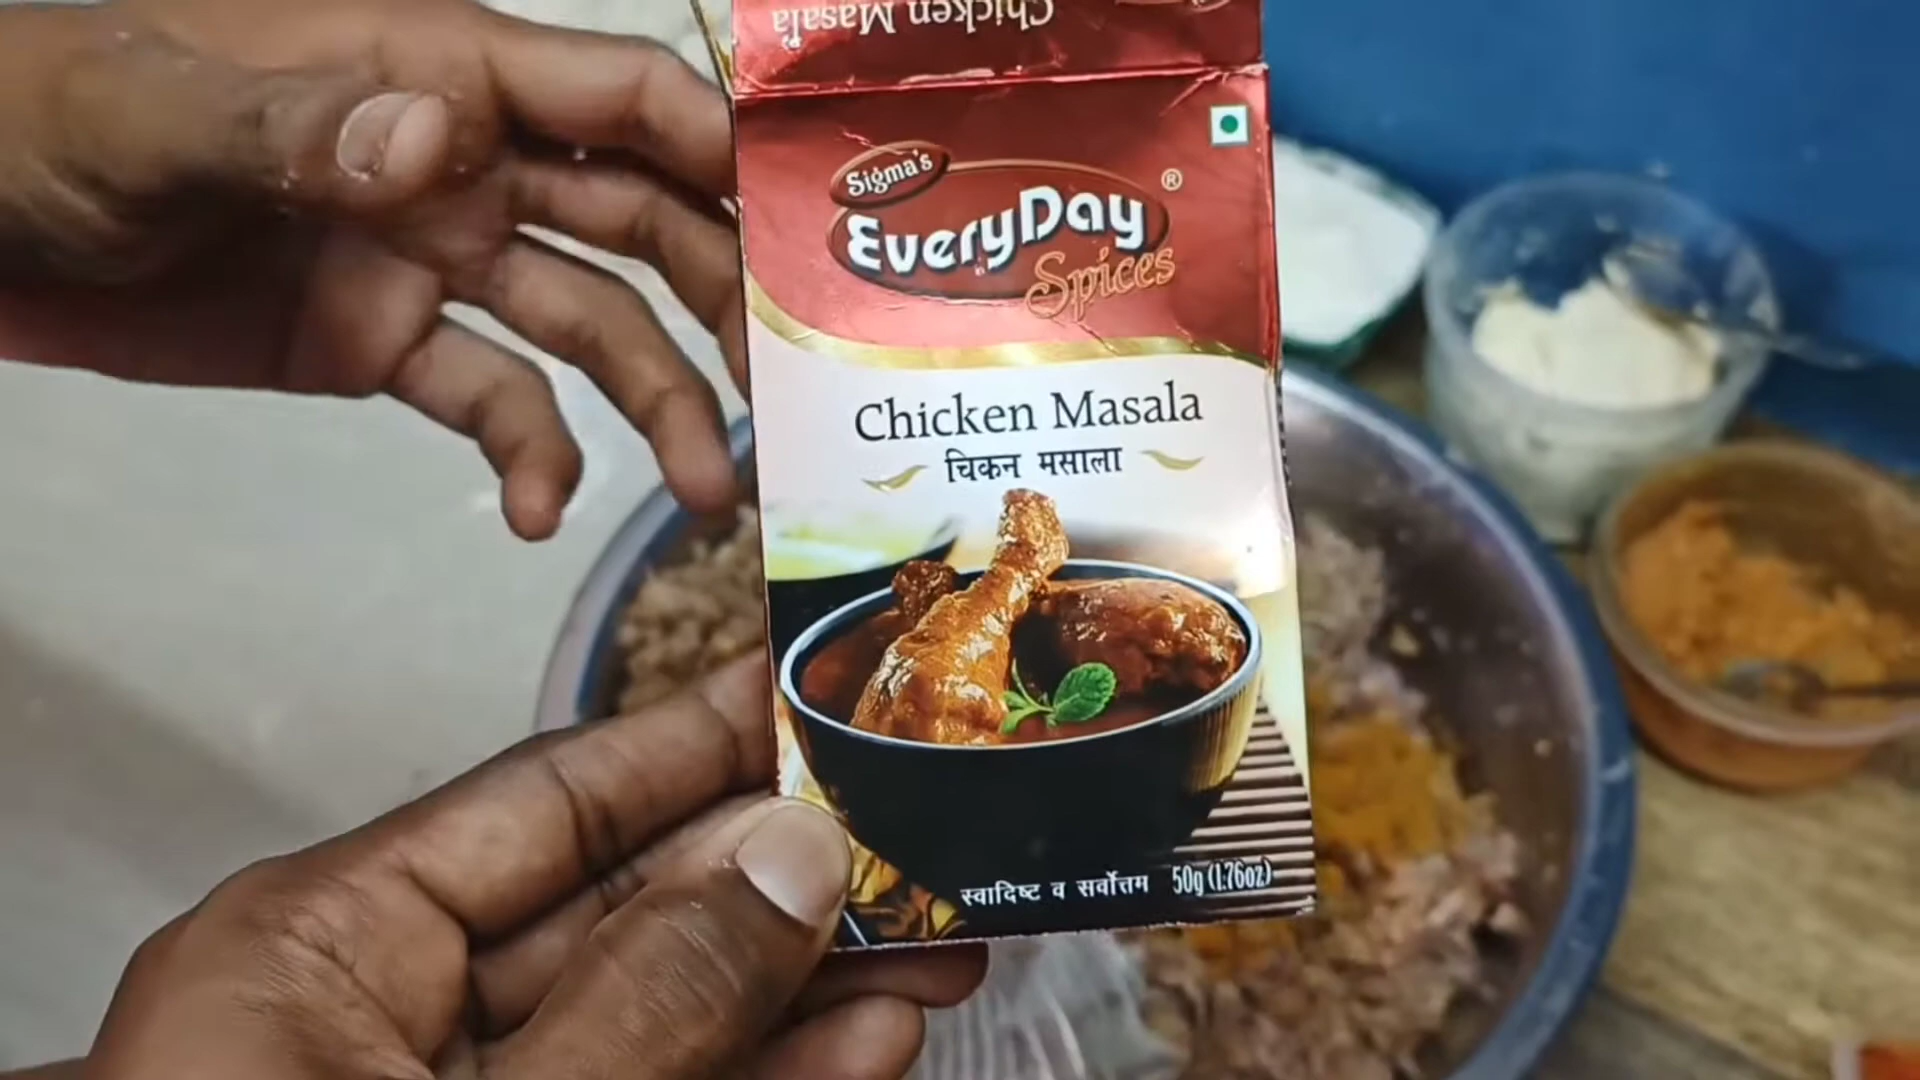 Chicken Masala
Sigma's
EveryDay ®
Spices
Chicken Masala
चिकन मसाला
स्वादिष्ट व सर्वोत्तम 50g (1.76oz)